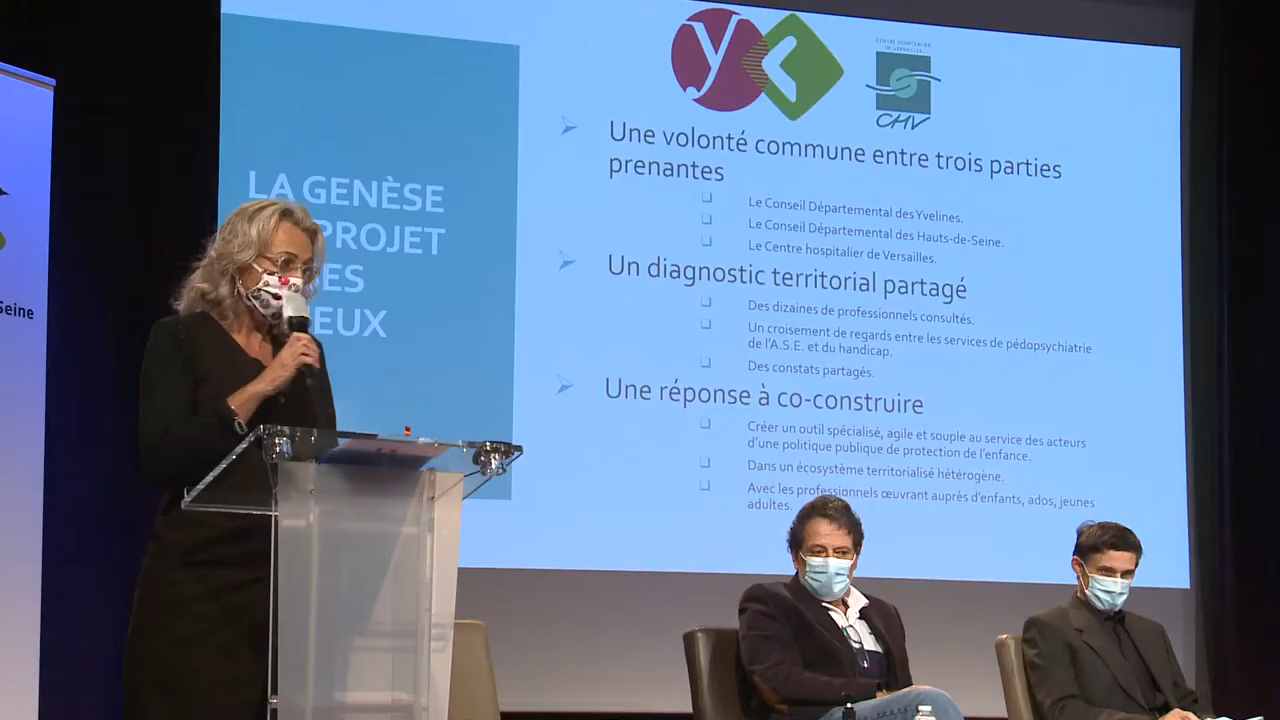 Seine
LA GENÈSE
PROJET
ES
EUX
y
CENTRE HOSPITALIER
DE VERSAILLES
CHV
Une volonté commune entre trois parties
prenantes
Le Conseil Départemental des Yvelines.
Le Conseil Départemental des Hauts-de-Seine.
Le Centre hospitalier de Versailles.
Un diagnostic territorial partagé
Des dizaines de professionnels consultés.
Un croisement de regards entre les services de pédopsychiatrie
de l'A.S.E. et du handicap.
Des constats partagés.
Une réponse à co-construire
Créer un outil spécialisé, agile et souple au service des acteurs
d'une politique publique de protection de l'enfance.
Dans un écosystème territorialisé hétérogène.
Avec les professionnels œuvrant auprès d'enfants, ados, jeunes
adultes.